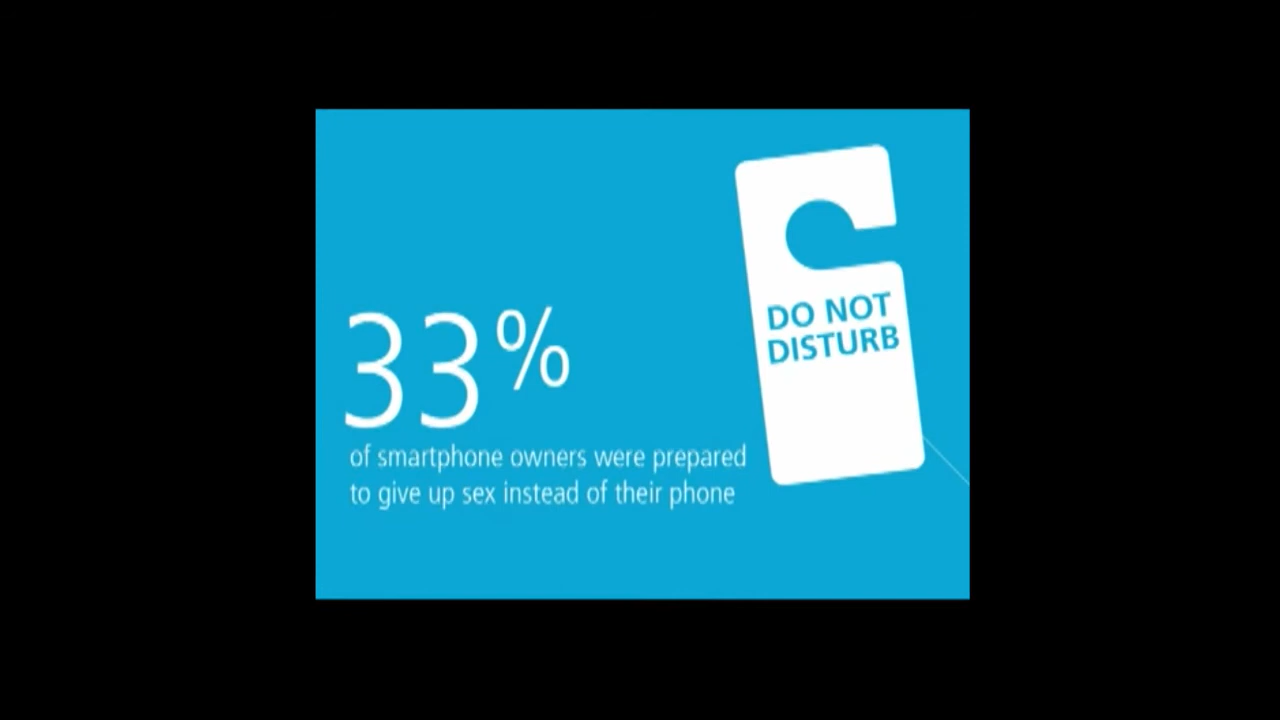 33%
of smartphone owners were prepared
to give up sex instead of their phone
DO NOT
DISTURB